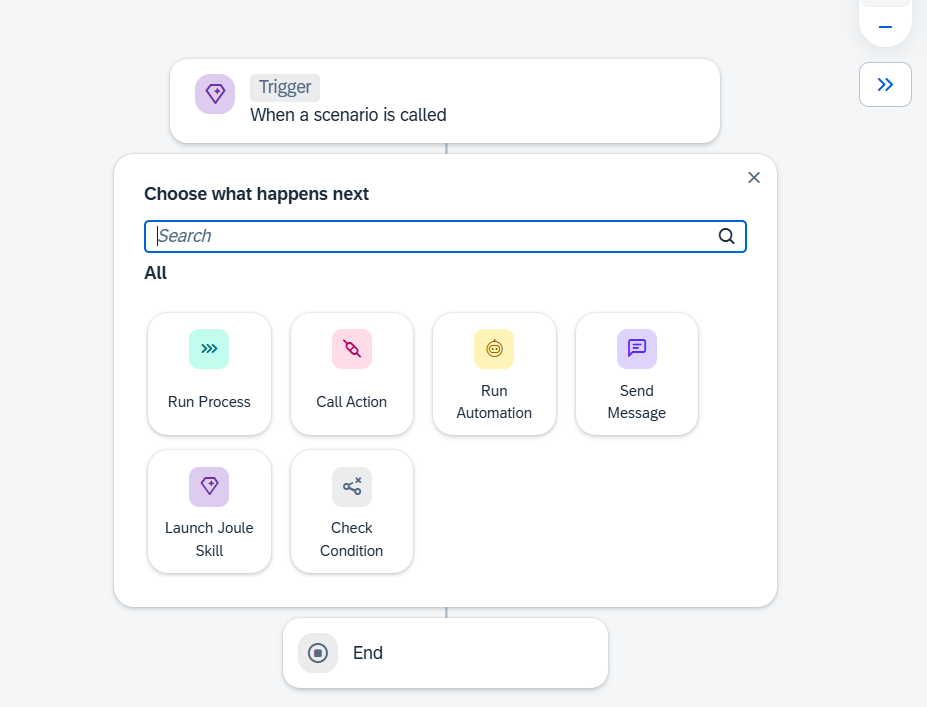 Trigger
When a scenario is called
Choose what happens next
Search
All
Run Process
Call Action
Run
Automation
Send
Message
Launch Joule
Skill
Check
Condition
End